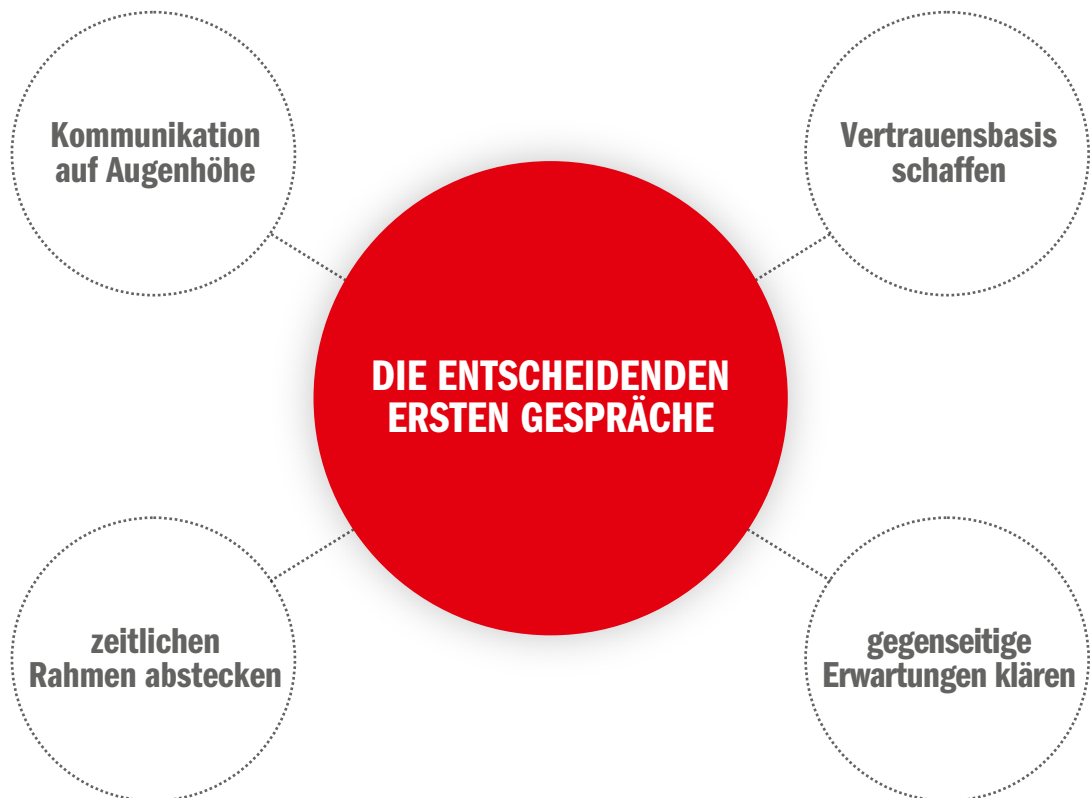 Kommunikation
auf Augenhöhe
Vertrauensbasis
schaffen
DIE ENTSCHEIDENDEN
ERSTEN GESPRÄCHE
zeitlichen
Rahmen abstecken
gegenseitige
Erwartungen klären